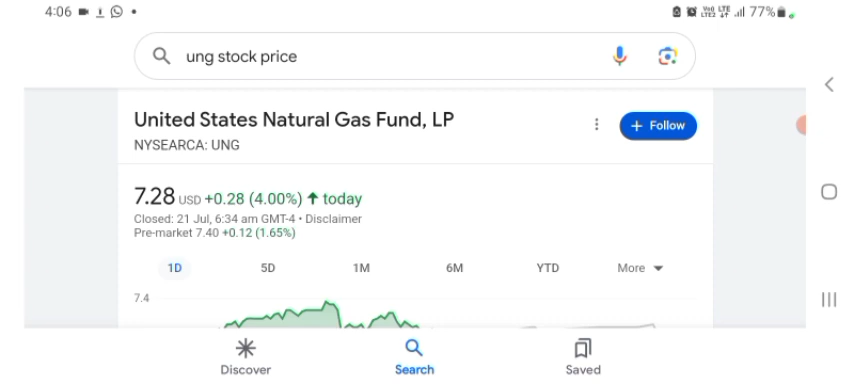 4:06 77%
ung stock price
United States Natural Gas Fund, LP
+ Follow
NYSEARCA: UNG
7.28 USD +0.28 (4.00%) ↑ today
Closed: 21 Jul, 6:34 am GMT-4 • Disclaimer
Pre-market 7.40 +0.12 (1.65%)
1D 5D 1M 6M YTD More
7.4
Discover Search Saved